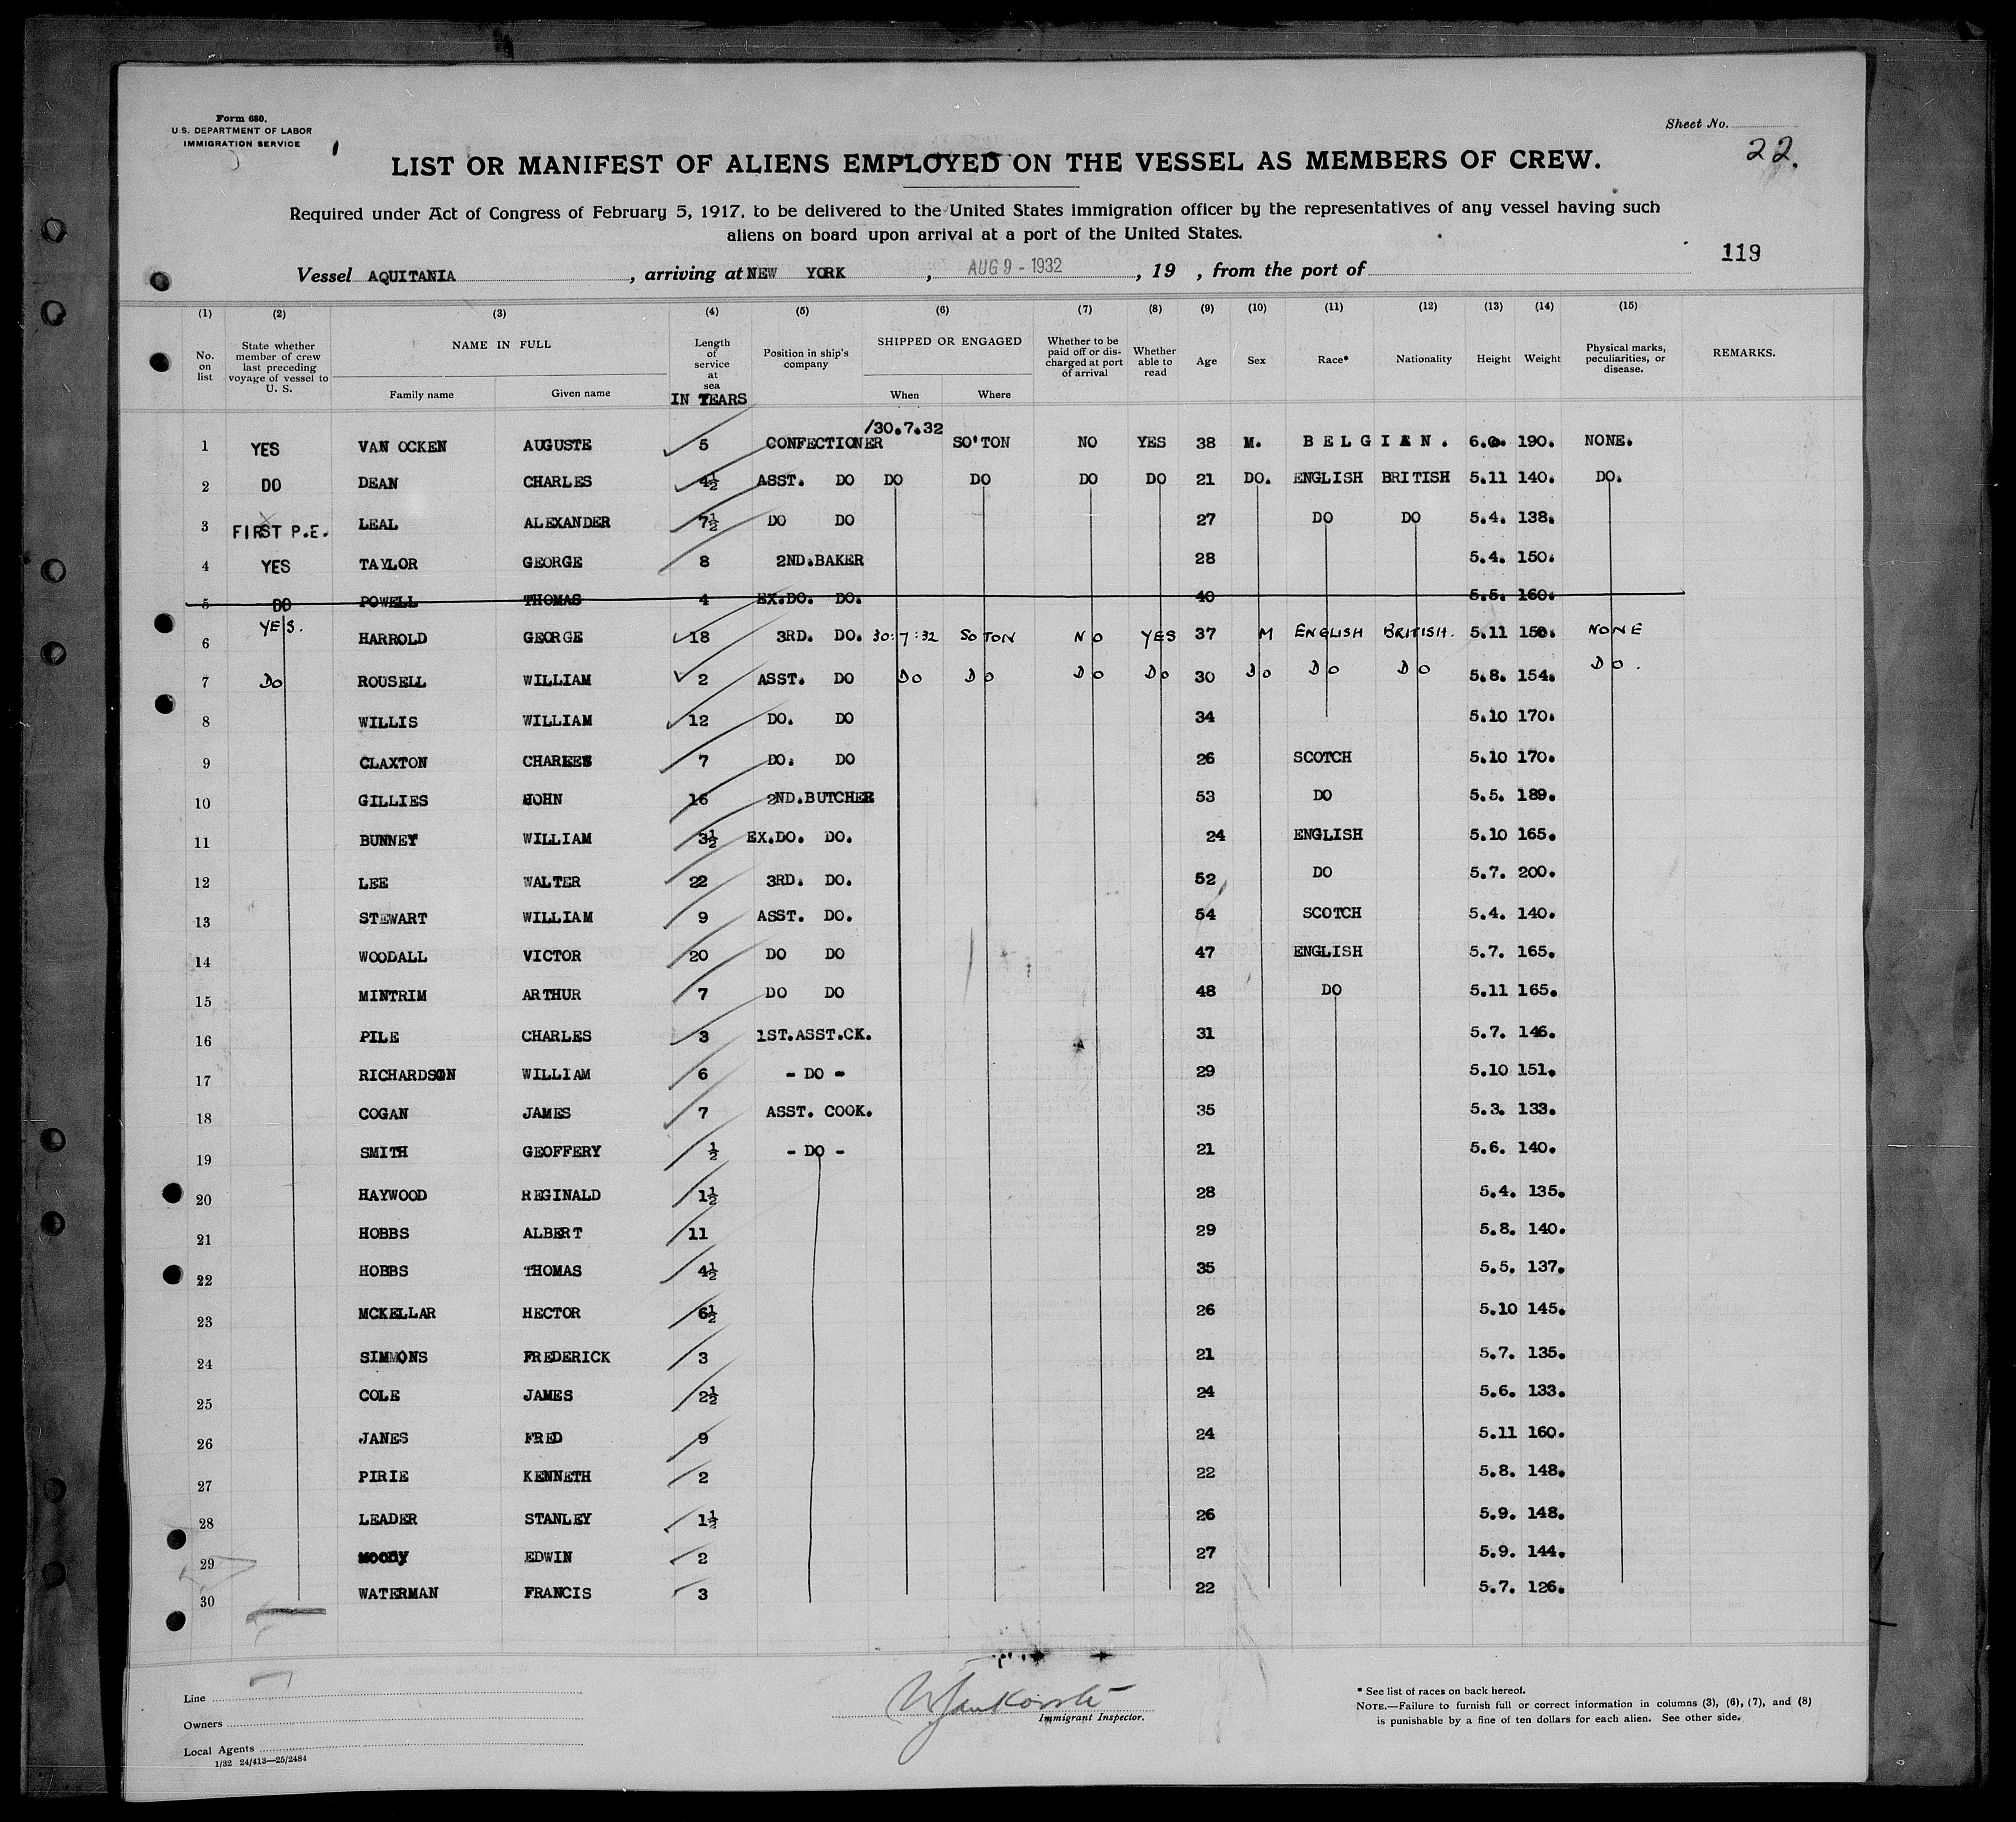 Form 680.
U.S. DEPARTMENT OF LABOR
IMMIGRATION SERVICE
Sheet No.
22.
LIST OR MANIFEST OF ALIENS EMPLOYED ON THE VESSEL AS MEMBERS OF CREW.
Required under Act of Congress of February 5, 1917, to be delivered to the United States immigration officer by the representatives of any vessel having such
aliens on board upon arrival at a port of the United States.
119
Vessel AQUITANIA, arriving at NEW YORK, AUG 9 - 1932, 19 , from the port of
(1) (2) (3) (4) (5) (6) (7) (8) (9) (10) (11) (12) (13) (14) (15)
No. on list State whether member of crew last preceding voyage of vessel to U. S. NAME IN FULL Family name Given name Length of service at sea IN YEARS Position in ship's company SHIPPED OR ENGAGED When Where Whether to be paid off or discharged at port of arrival Whether able to read Age Sex Race* Nationality Height Weight Physical marks, peculiarities, or disease. REMARKS.
1 YES VAN OCKEN AUGUSTE 5 CONFECTIONER /30.7.32 SO'TON NO YES 38 M. BELGIAN. 6.0. 190. NONE.
2 DO DEAN CHARLES 4½ ASST. DO DO DO DO DO 21 DO. ENGLISH BRITISH 5.11 140. DO.
3 FIRST P.E. LEAL ALEXANDER 7½ DO DO 27 DO DO 5.4. 138.
4 YES TAYLOR GEORGE 8 2ND.BAKER 28 5.4. 150.
5 DO POWELL THOMAS 4 EX.DO. DO. 40 5.5. 160.
6 YES. HARROLD GEORGE 18 3RD. DO. 30:7:32 SOTON NO YES 37 M ENGLISH BRITISH. 5.11 150. NONE
7 DO ROUSELL WILLIAM 2 ASST. DO DO DO DO DO 30 DO DO DO 5.8. 154. DO.
8 WILLIS WILLIAM 12 DO. DO 34 5.10 170.
9 CLAXTON CHARLES 7 DO. DO 26 SCOTCH 5.10 170.
10 GILLIES JOHN 16 2ND.BUTCHER 53 DO 5.5. 189.
11 BUNNEY WILLIAM 3½ EX.DO. DO. 24 ENGLISH 5.10 165.
12 LEE WALTER 22 3RD. DO. 52 DO 5.7. 200.
13 STEWART WILLIAM 9 ASST. DO. 54 SCOTCH 5.4. 140.
14 WOODALL VICTOR 20 DO DO 47 ENGLISH 5.7. 165.
15 MINTRIM ARTHUR 7 DO DO 48 DO 5.11 165.
16 PILE CHARLES 3 1ST.ASST.CK. 31 5.7. 146.
17 RICHARDSON WILLIAM 6 - DO - 29 5.10 151.
18 COGAN JAMES 7 ASST. COOK. 35 5.3. 133.
19 SMITH GEOFFERY ½ - DO - 21 5.6. 140.
20 HAYWOOD REGINALD 1½ 28 5.4. 135.
21 HOBBS ALBERT 11 29 5.8. 140.
22 HOBBS THOMAS 4½ 35 5.5. 137.
23 MCKELLAR HECTOR 6½ 26 5.10 145.
24 SIMMONS FREDERICK 3 21 5.7. 135.
25 COLE JAMES 2½ 24 5.6. 133.
26 JANES FRED 9 24 5.11 160.
27 PIRIE KENNETH 2 22 5.8. 148.
28 LEADER STANLEY 1½ 26 5.9. 148.
29 MOODY EDWIN 2 27 5.9. 144.
30 WATERMAN FRANCIS 3 22 5.7. 126.
Line
Owners
Local Agents
1/32 24/413—25/2484
Immigrant Inspector.
* See list of races on back hereof.
NOTE.—Failure to furnish full or correct information in columns (3), (6), (7), and (8)
is punishable by a fine of ten dollars for each alien. See other side.